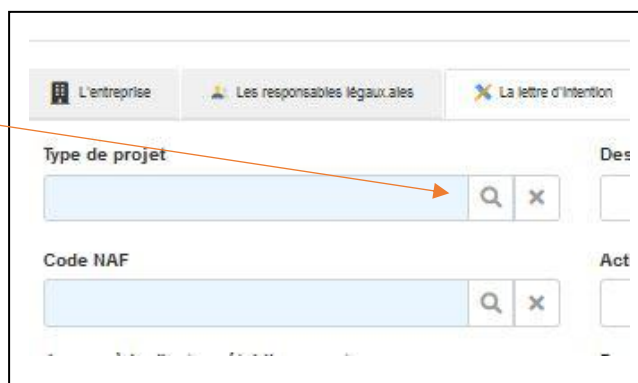 L'entreprise
Les responsables légaux.ales
La lettre d'intention
Type de projet
Des
Code NAF
Act